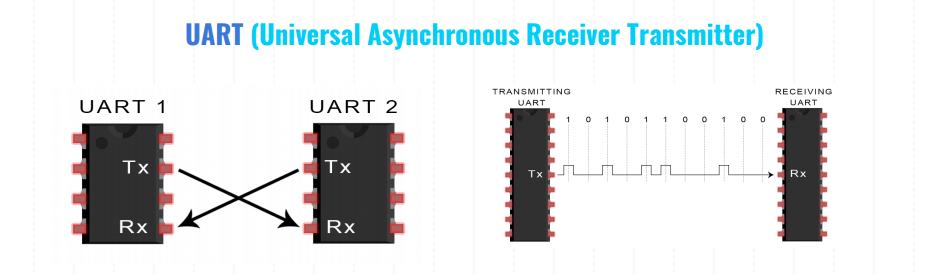 UART (Universal Asynchronous Receiver Transmitter)
UART 1
UART 2
Tx
Rx
Tx
Rx
TRANSMITTING
UART
RECEIVING
UART
1 0 1 0 1 1 0 0 1 0 0
Tx
Rx